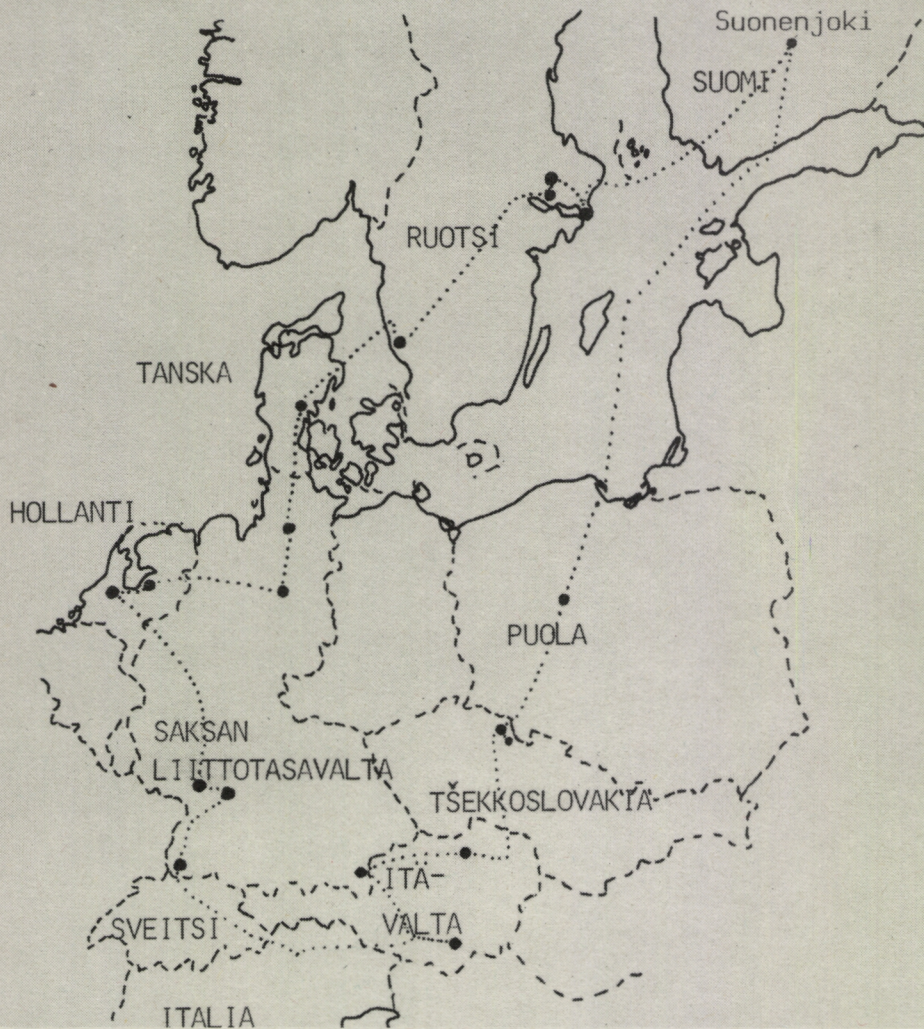 Suonenjoki
SUOMI
RUOTSI
TANSKA
HOLLANTI
PUOLA
SAKSAN
LIITTOTASAVALTA
TŠEKKOSLOVAKIA
ITÄ-
VALTA
SVEITSI
ITALIA